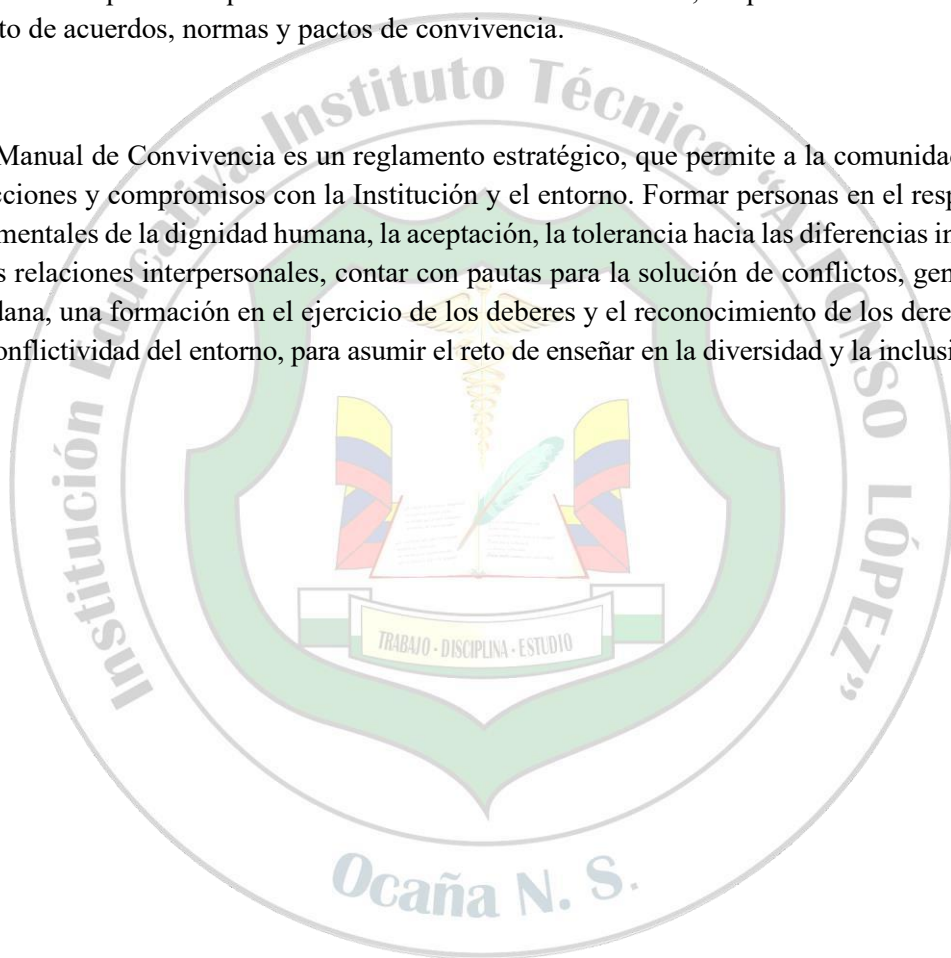 to de acuerdos, normas y pactos de convivencia.
Manual de Convivencia es un reglamento estratégico, que permite a la comunidad
cciones y compromisos con la Institución y el entorno. Formar personas en el resp
mentales de la dignidad humana, la aceptación, la tolerancia hacia las diferencias in
s relaciones interpersonales, contar con pautas para la solución de conflictos, gen
dana, una formación en el ejercicio de los deberes y el reconocimiento de los dere
onflictividad del entorno, para asumir el reto de enseñar en la diversidad y la inclusi
Institución Educativa Instituto Técnico "ALFONSO LÓPEZ"
TRABAJO - DISCIPLINA - ESTUDIO
Ocaña N. S.